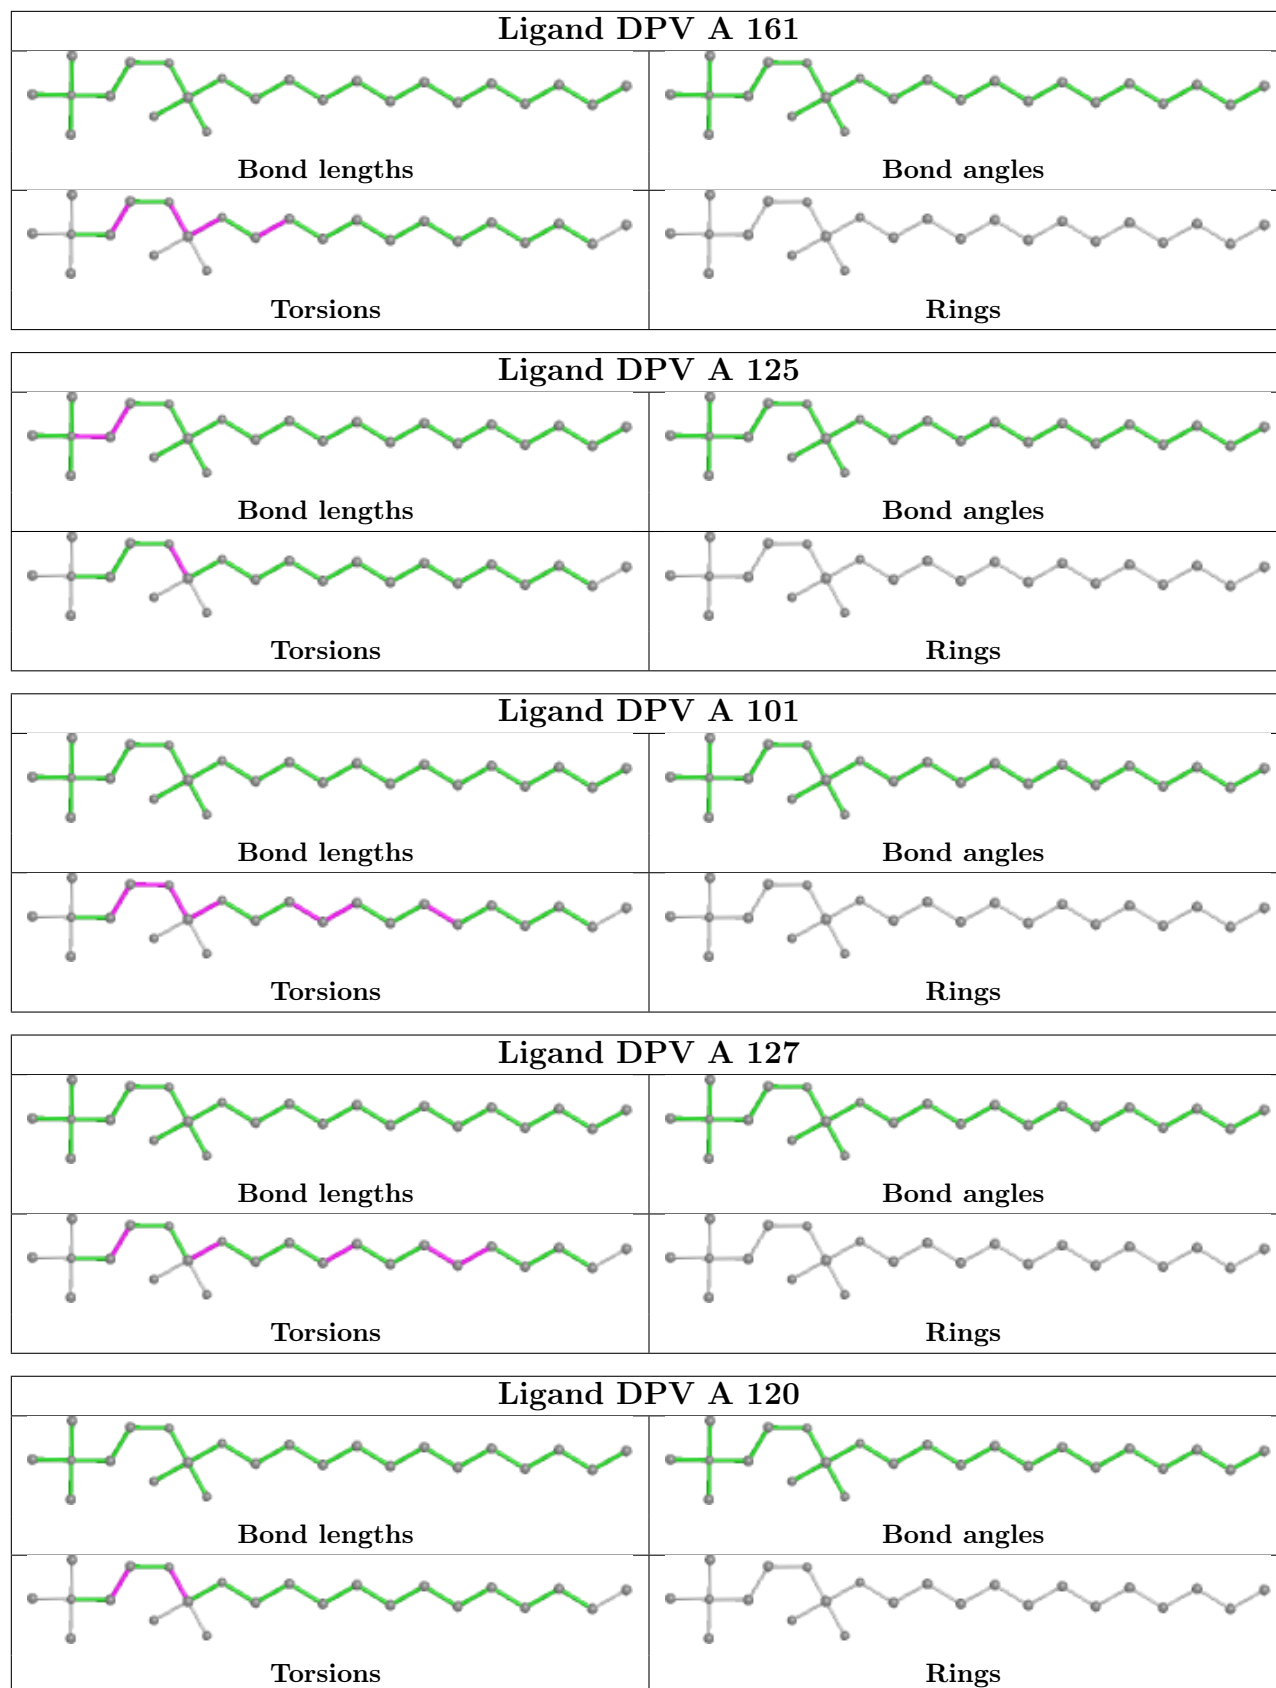 Ligand DPV A 161
Bond lengths
Bond angles
Torsions
Rings
Ligand DPV A 125
Bond lengths
Bond angles
Torsions
Rings
Ligand DPV A 101
Bond lengths
Bond angles
Torsions
Rings
Ligand DPV A 127
Bond lengths
Bond angles
Torsions
Rings
Ligand DPV A 120
Bond lengths
Bond angles
Torsions
Rings